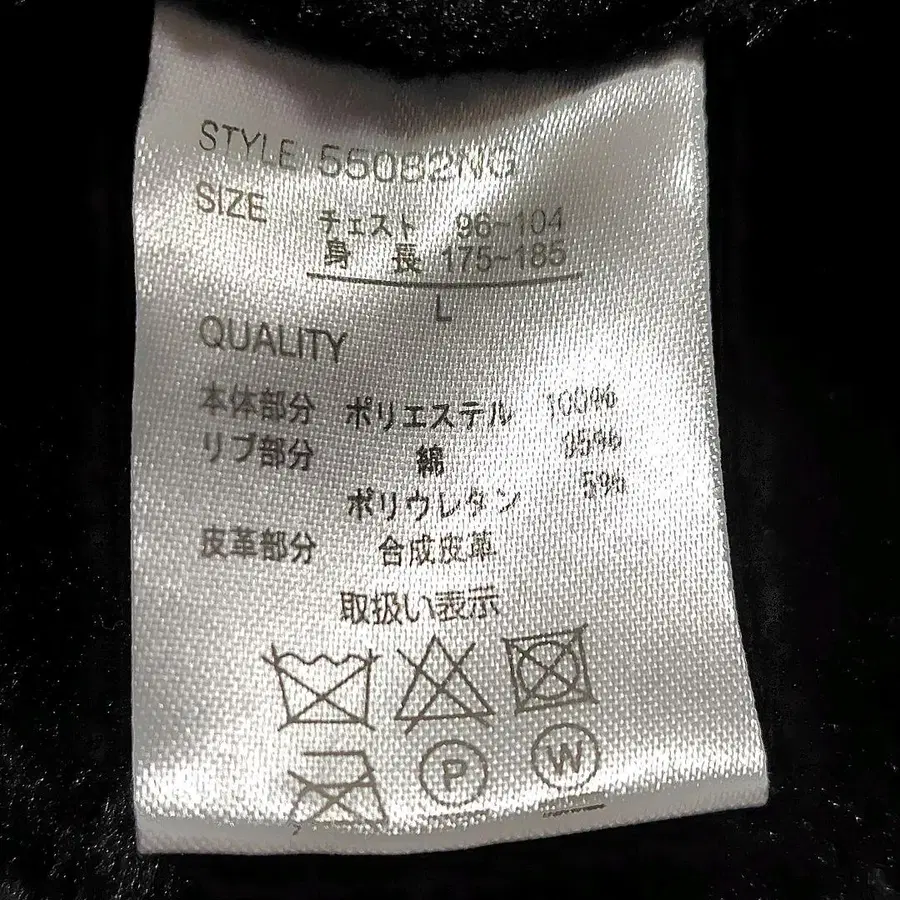 STYLE 55082NG
SIZE
チェスト 96~104
身 長 175~185
L
QUALITY
本体部分 ポリエステル 100%
リブ部分 綿 95%
ポリウレタン 5%
皮革部分 合成皮革
取扱い表示
P W